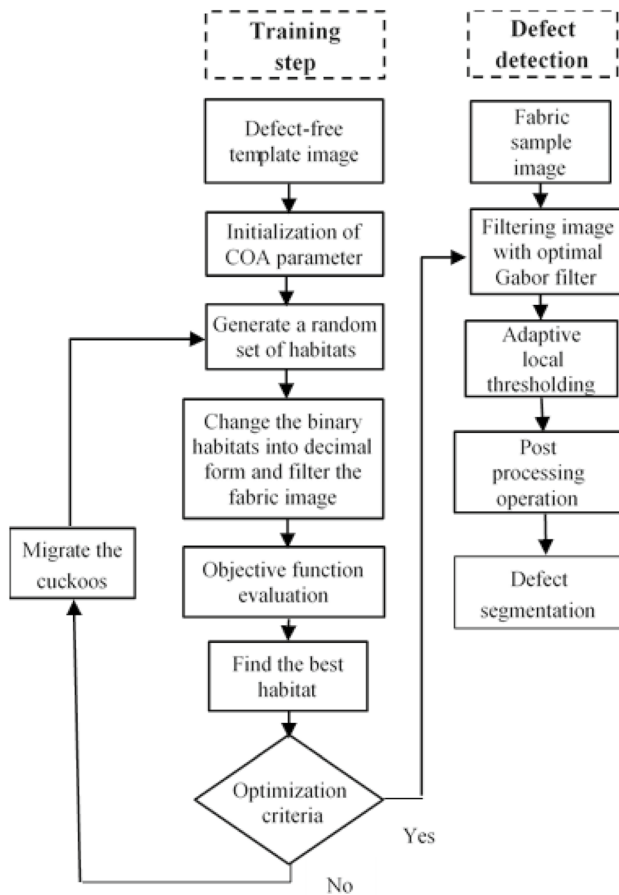 Training
step
Defect
detection
Defect-free
template image
Initialization of
COA parameter
Generate a random
set of habitats
Change the binary
habitats into decimal
form and filter the
fabric image
Objective function
evaluation
Find the best
habitat
Optimization
criteria
Migrate the
cuckoos
Yes
No
Fabric
sample
image
Filtering image
with optimal
Gabor filter
Adaptive
local
thresholding
Post
processing
operation
Defect
segmentation